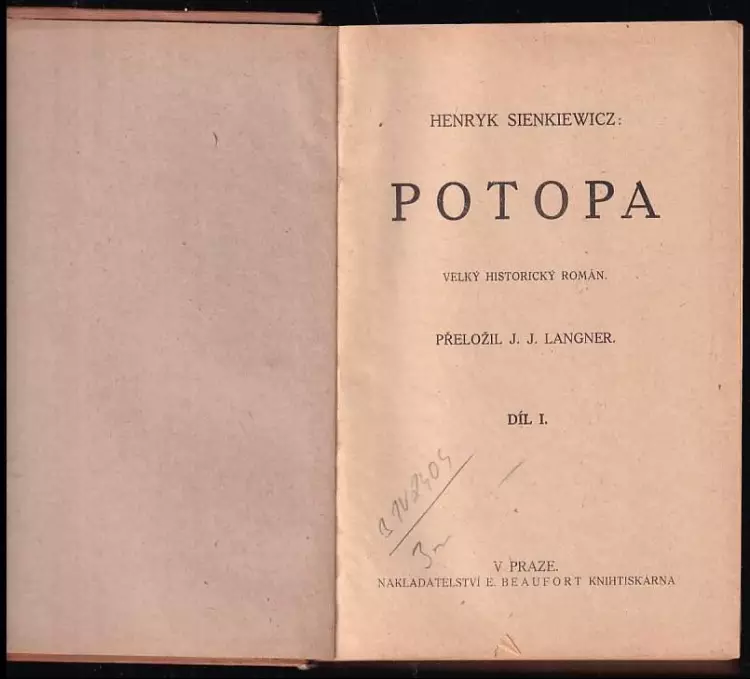 HENRYK SIENKIEWICZ:
POTOPA
VELKÝ HISTORICKÝ ROMÁN.
PŘELOŽIL J. J. LANGNER.
DÍL I.
V PRAZE.
NAKLADATELSTVÍ E. BEAUFORT KNIHTISKÁRNA